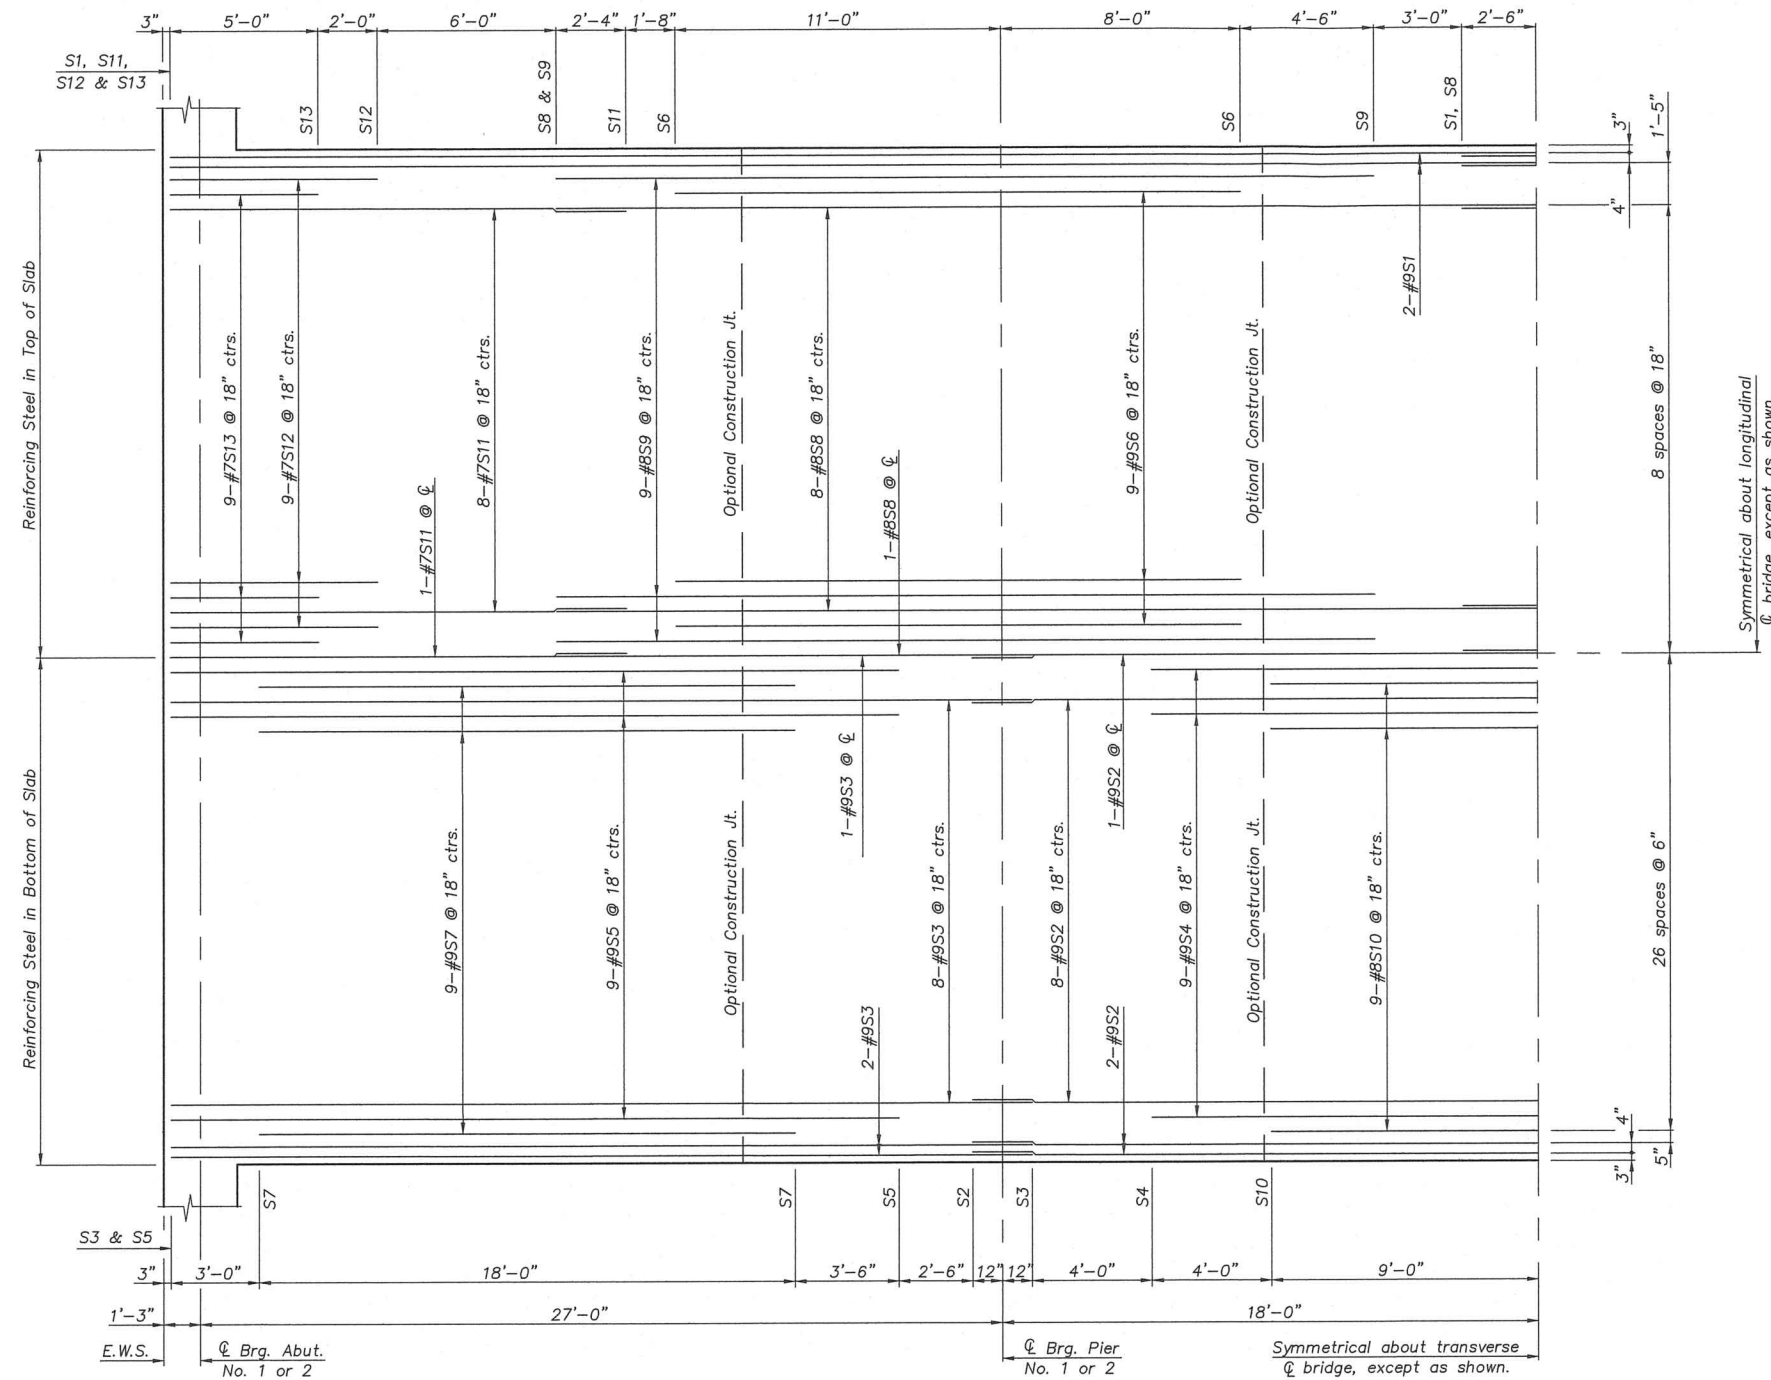 3" 5'-0" 2'-0" 6'-0" 2'-4" 1'-8" 11'-0" 8'-0" 4'-6" 3'-0" 2'-6"
S1, S11,
S12 & S13
S13
S12
S8 & S9
S11
S6
S6
S9
S1, S8
3"
1'-5"
4"
Reinforcing Steel in Top of Slab
9-#7S13 @ 18" ctrs.
9-#7S12 @ 18" ctrs.
1-#7S11 @ ℄
8-#7S11 @ 18" ctrs.
9-#8S9 @ 18" ctrs.
Optional Construction Jt.
8-#8S8 @ 18" ctrs.
1-#8S8 @ ℄
9-#9S6 @ 18" ctrs.
Optional Construction Jt.
2-#9S1
8 spaces @ 18"
Symmetrical about longitudinal
℄ bridge, except as shown.
Reinforcing Steel in Bottom of Slab
9-#9S7 @ 18" ctrs.
9-#9S5 @ 18" ctrs.
Optional Construction Jt.
1-#9S3 @ ℄
2-#9S3
8-#9S3 @ 18" ctrs.
8-#9S2 @ 18" ctrs.
1-#9S2 @ ℄
2-#9S2
9-#9S4 @ 18" ctrs.
Optional Construction Jt.
9-#8S10 @ 18" ctrs.
26 spaces @ 6"
4"
5"
3"
S7
S7
S5
S2
S3
S4
S10
S3 & S5
3" 3'-0" 18'-0" 3'-6" 2'-6" 12" 12" 4'-0" 4'-0" 9'-0"
1'-3" 27'-0" 18'-0"
E.W.S.
℄ Brg. Abut.
No. 1 or 2
℄ Brg. Pier
No. 1 or 2
Symmetrical about transverse
℄ bridge, except as shown.